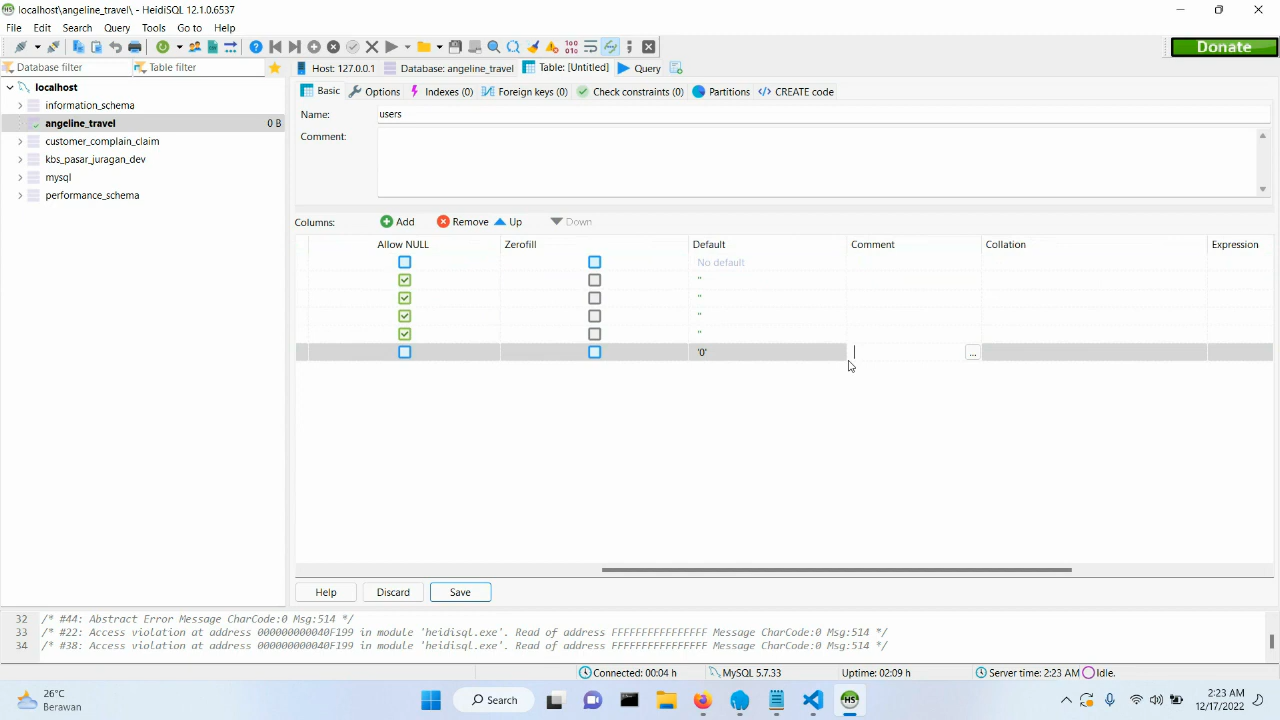 localhost\angeline_travel\ - HeidiSQL 12.1.0.6537
File Edit Search Query Tools Go to Help
Donate
Database filter Table filter Host: 127.0.0.1 Database: angeline_travel Table: [Untitled] Query
localhost
information_schema
angeline_travel 0 B
customer_complain_claim
kbs_pasar_juragan_dev
mysql
performance_schema
Basic Options Indexes (0) Foreign keys (0) Check constraints (0) Partitions CREATE code
Name: users
Comment:
Columns: Add Remove Up Down
Allow NULL Zerofill Default Comment Collation Expression
No default
''
''
''
''
'0' ...
Help Discard Save
32 /* #44: Abstract Error Message CharCode:0 Msg:514 */
33 /* #22: Access violation at address 000000000040F199 in module 'heidisql.exe'. Read of address FFFFFFFFFFFFFFFF Message CharCode:0 Msg:514 */
34 /* #38: Access violation at address 000000000040F199 in module 'heidisql.exe'. Read of address FFFFFFFFFFFFFFFF Message CharCode:0 Msg:514 */
Connected: 00:04 h MySQL 5.7.33 Uptime: 02:09 h Server time: 2:23 AM Idle.
26°C
Berawan
Search
2:23 AM
12/17/2022